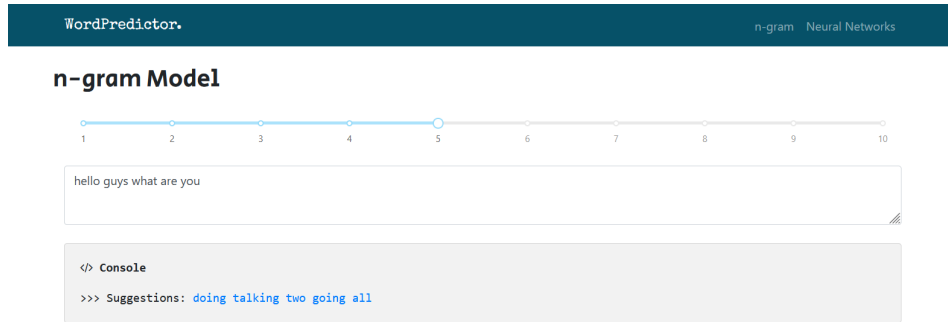 WordPredictor.
n-gram Neural Networks
n-gram Model
1 2 3 4 5 6 7 8 9 10
hello guys what are you
</> Console
>>> Suggestions: doing talking two going all